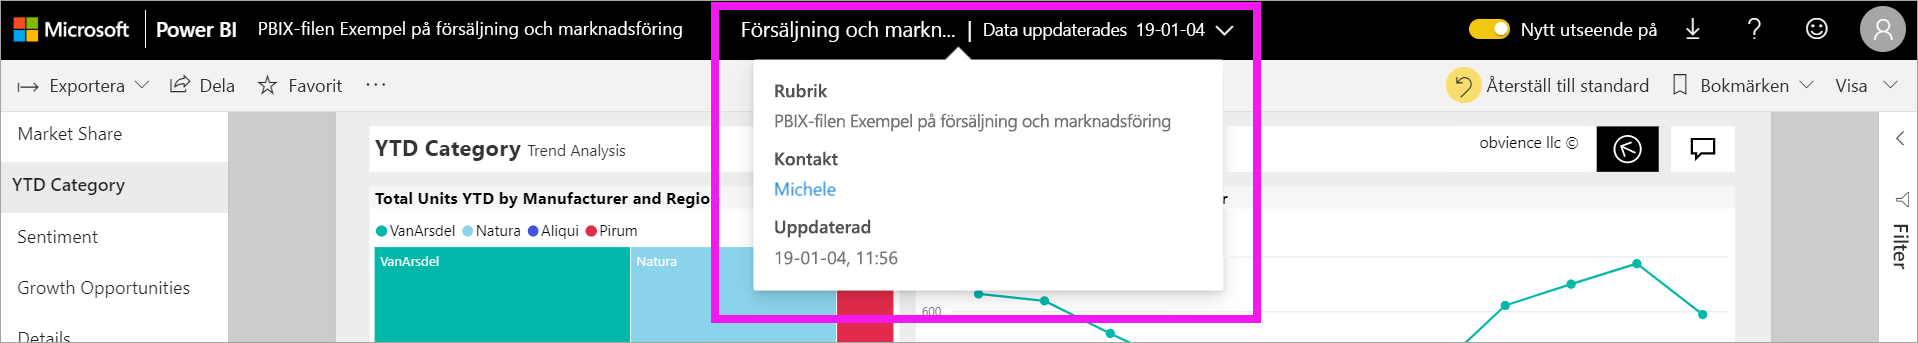 Microsoft Power BI PBIX-filen Exempel på försäljning och marknadsföring Försäljning och markn... | Data uppdaterades 19-01-04 Nytt utseende på ?
Exportera Dela Favorit ... Återställ till standard Bokmärken Visa
Market Share
YTD Category
Sentiment
Growth Opportunities
Details
YTD Category Trend Analysis
obvience llc ©
Total Units YTD by Manufacturer and Region
VanArsdel Natura Aliqui Pirum
VanArsdel
Natura
Rubrik
PBIX-filen Exempel på försäljning och marknadsföring
Kontakt
Michele
Uppdaterad
19-01-04, 11:56
600
Filter